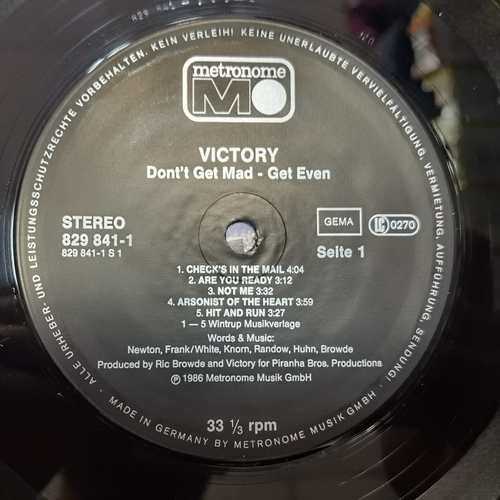 ALLE URHEBER- UND LEISTUNGSSCHUTZRECHTE VORBEHALTEN. KEIN VERLEIH! KEINE UNERLAUBTE VERVIELFÄLTIGUNG, VERMIETUNG, AUFFÜHRUNG, SENDUNG!
metronome
M
VICTORY
Dont't Get Mad - Get Even
STEREO
829 841-1
829 841-1 S 1
GEMA
LC 0270
Seite 1
1. CHECK'S IN THE MAIL 4:04
2. ARE YOU READY 3:12
3. NOT ME 3:32
4. ARSONIST OF THE HEART 3:59
5. HIT AND RUN 3:27
1 — 5 Wintrup Musikverlage
Words & Music:
Newton, Frank/White, Knorn, Randow, Huhn, Browde
Produced by Ric Browde and Victory for Piranha Bros. Productions
Ⓟ 1986 Metronome Musik GmbH
33 1/3 rpm
MADE IN GERMANY BY METRONOME MUSIK GMBH